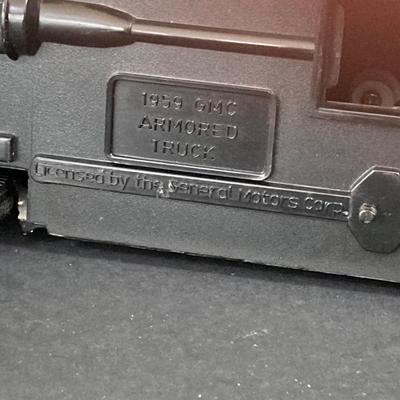 1959 GMC
ARMORED
TRUCK
Licensed by the General Motors Corp.